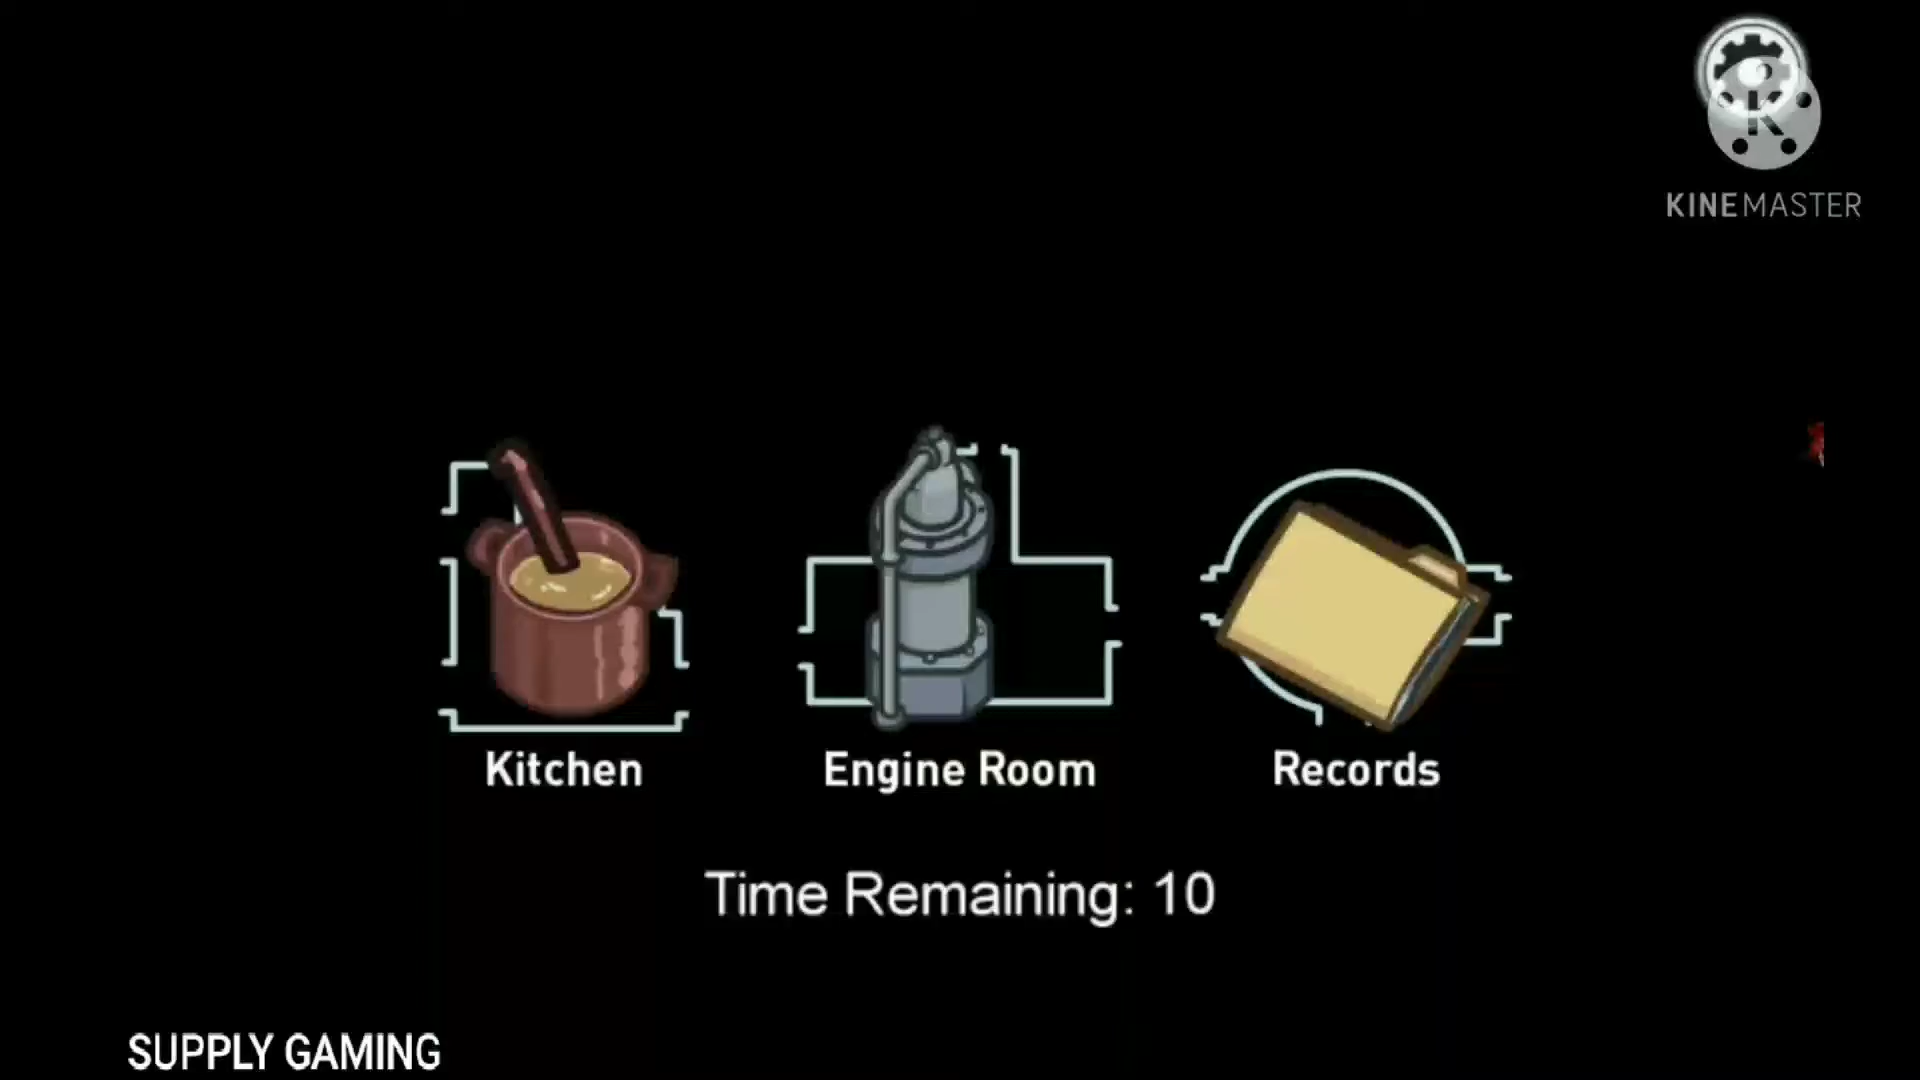 K
KINEMASTER
Kitchen
Engine Room
Records
Time Remaining: 10
SUPPLY GAMING